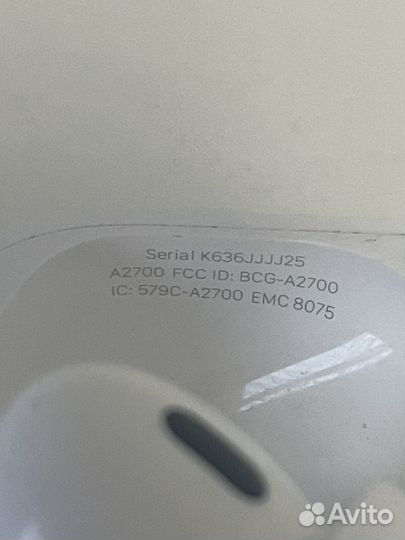 Serial K636JJJJ25
A2700 FCC ID: BCG-A2700
IC: 579C-A2700 EMC 8075
Avito